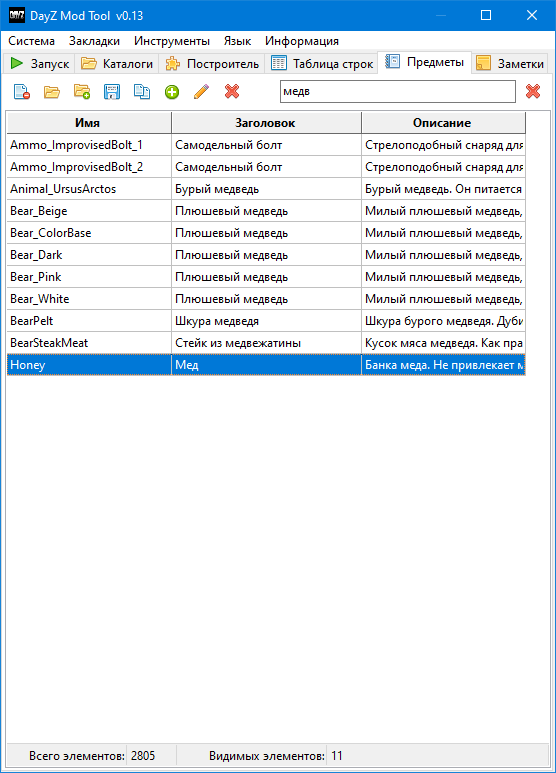 DayZ Mod Tool v0.13
Система Закладки Инструменты Язык Информация
Запуск Каталоги Построитель Таблица строк Предметы Заметки
медв
Имя Заголовок Описание
Ammo_ImprovisedBolt_1 Самодельный болт Стрелоподобный снаряд для
Ammo_ImprovisedBolt_2 Самодельный болт Стрелоподобный снаряд для
Animal_UrsusArctos Бурый медведь Бурый медведь. Он питается
Bear_Beige Плюшевый медведь Милый плюшевый медведь,
Bear_ColorBase Плюшевый медведь Милый плюшевый медведь,
Bear_Dark Плюшевый медведь Милый плюшевый медведь,
Bear_Pink Плюшевый медведь Милый плюшевый медведь,
Bear_White Плюшевый медведь Милый плюшевый медведь,
BearPelt Шкура медведя Шкура бурого медведя. Дуби
BearSteakMeat Стейк из медвежатины Кусок мяса медведя. Как пра
Honey Мед Банка меда. Не привлекает м
Всего элементов: 2805 Видимых элементов: 11